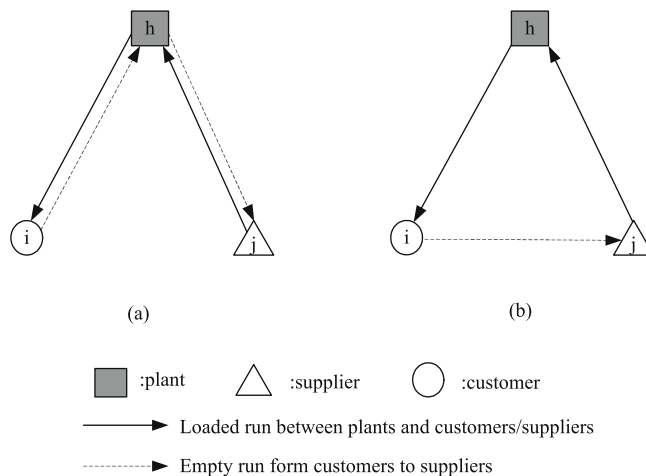 h
h
i
j
i
j
(a)
(b)
:plant
:supplier
:customer
Loaded run between plants and customers/suppliers
Empty run form customers to suppliers